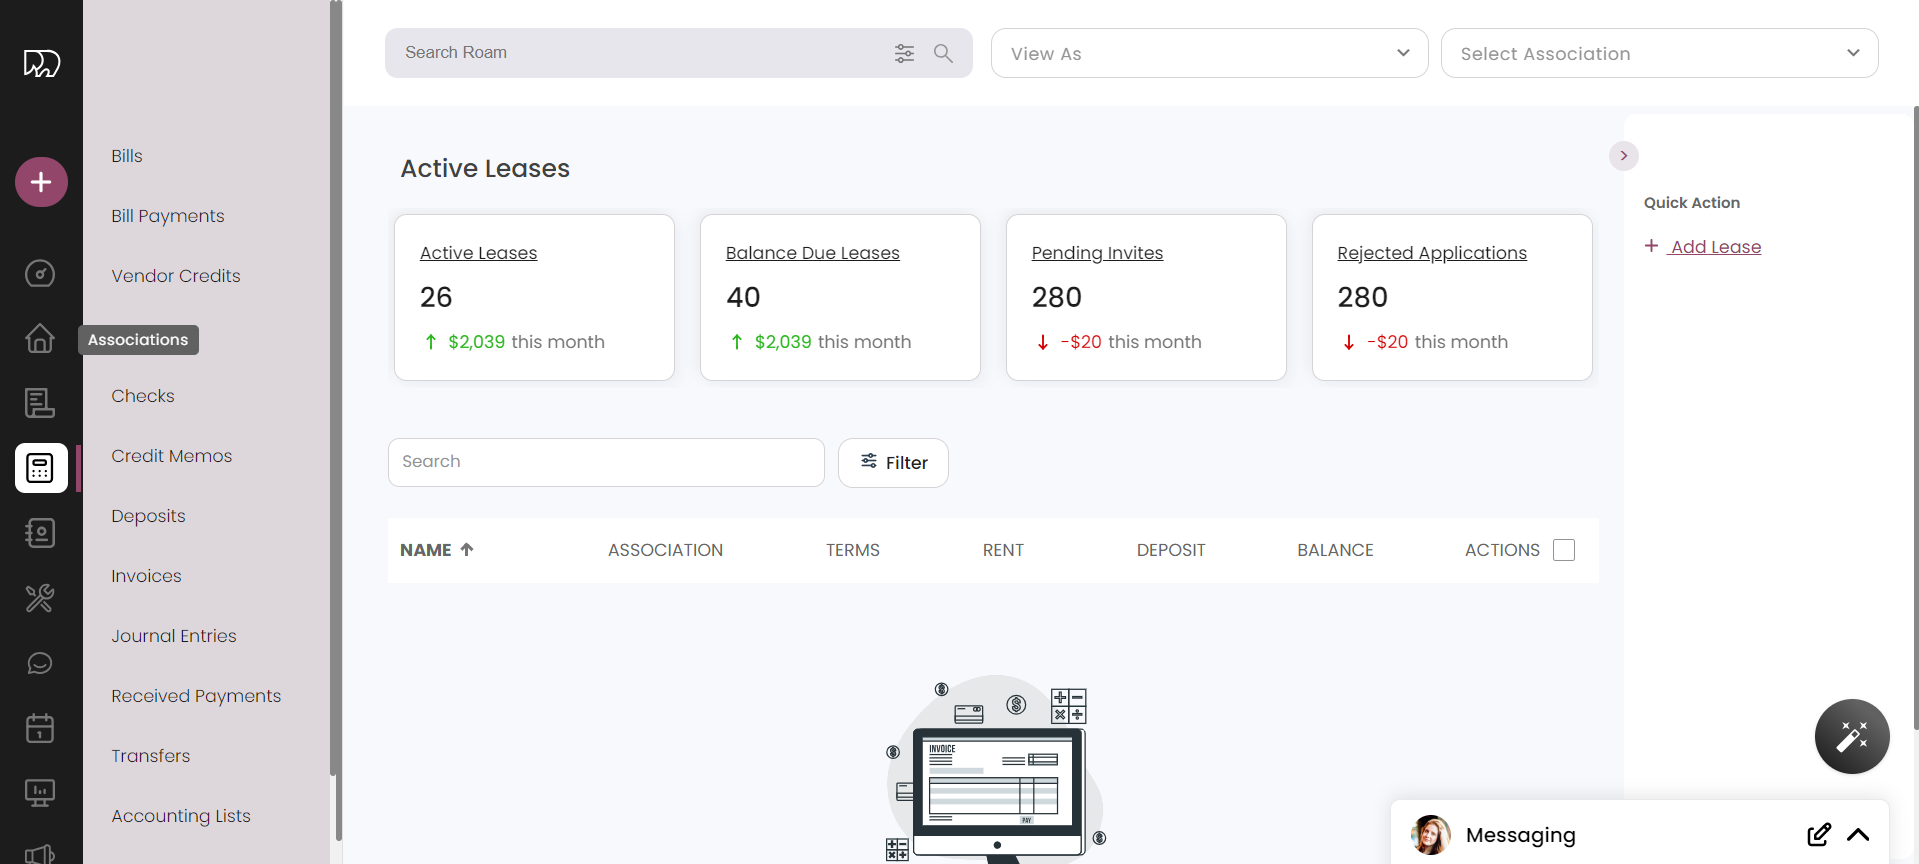 Search Roam
View As
Select Association
Bills
Bill Payments
Vendor Credits
Associations
Checks
Credit Memos
Deposits
Invoices
Journal Entries
Received Payments
Transfers
Accounting Lists
Active Leases
Active Leases
26
$2,039 this month
Balance Due Leases
40
$2,039 this month
Pending Invites
280
-$20 this month
Rejected Applications
280
-$20 this month
Quick Action
+ Add Lease
Search
Filter
NAME ASSOCIATION TERMS RENT DEPOSIT BALANCE ACTIONS
INVOICE
PAY
1
Messaging